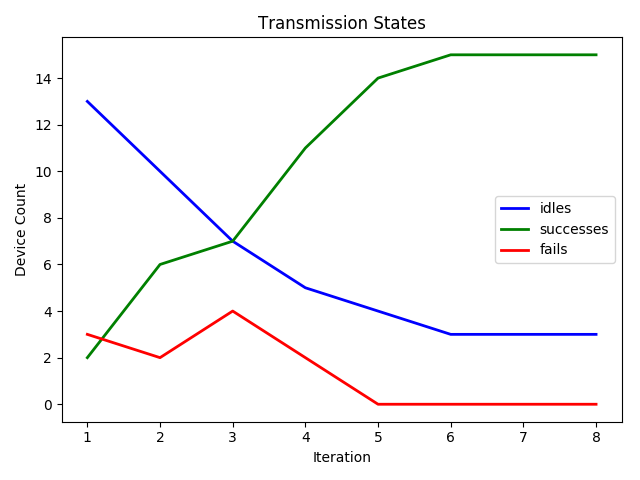 Transmission States
Device Count
14
12
10
8
6
4
2
0
idles
successes
fails
1 2 3 4 5 6 7 8
Iteration